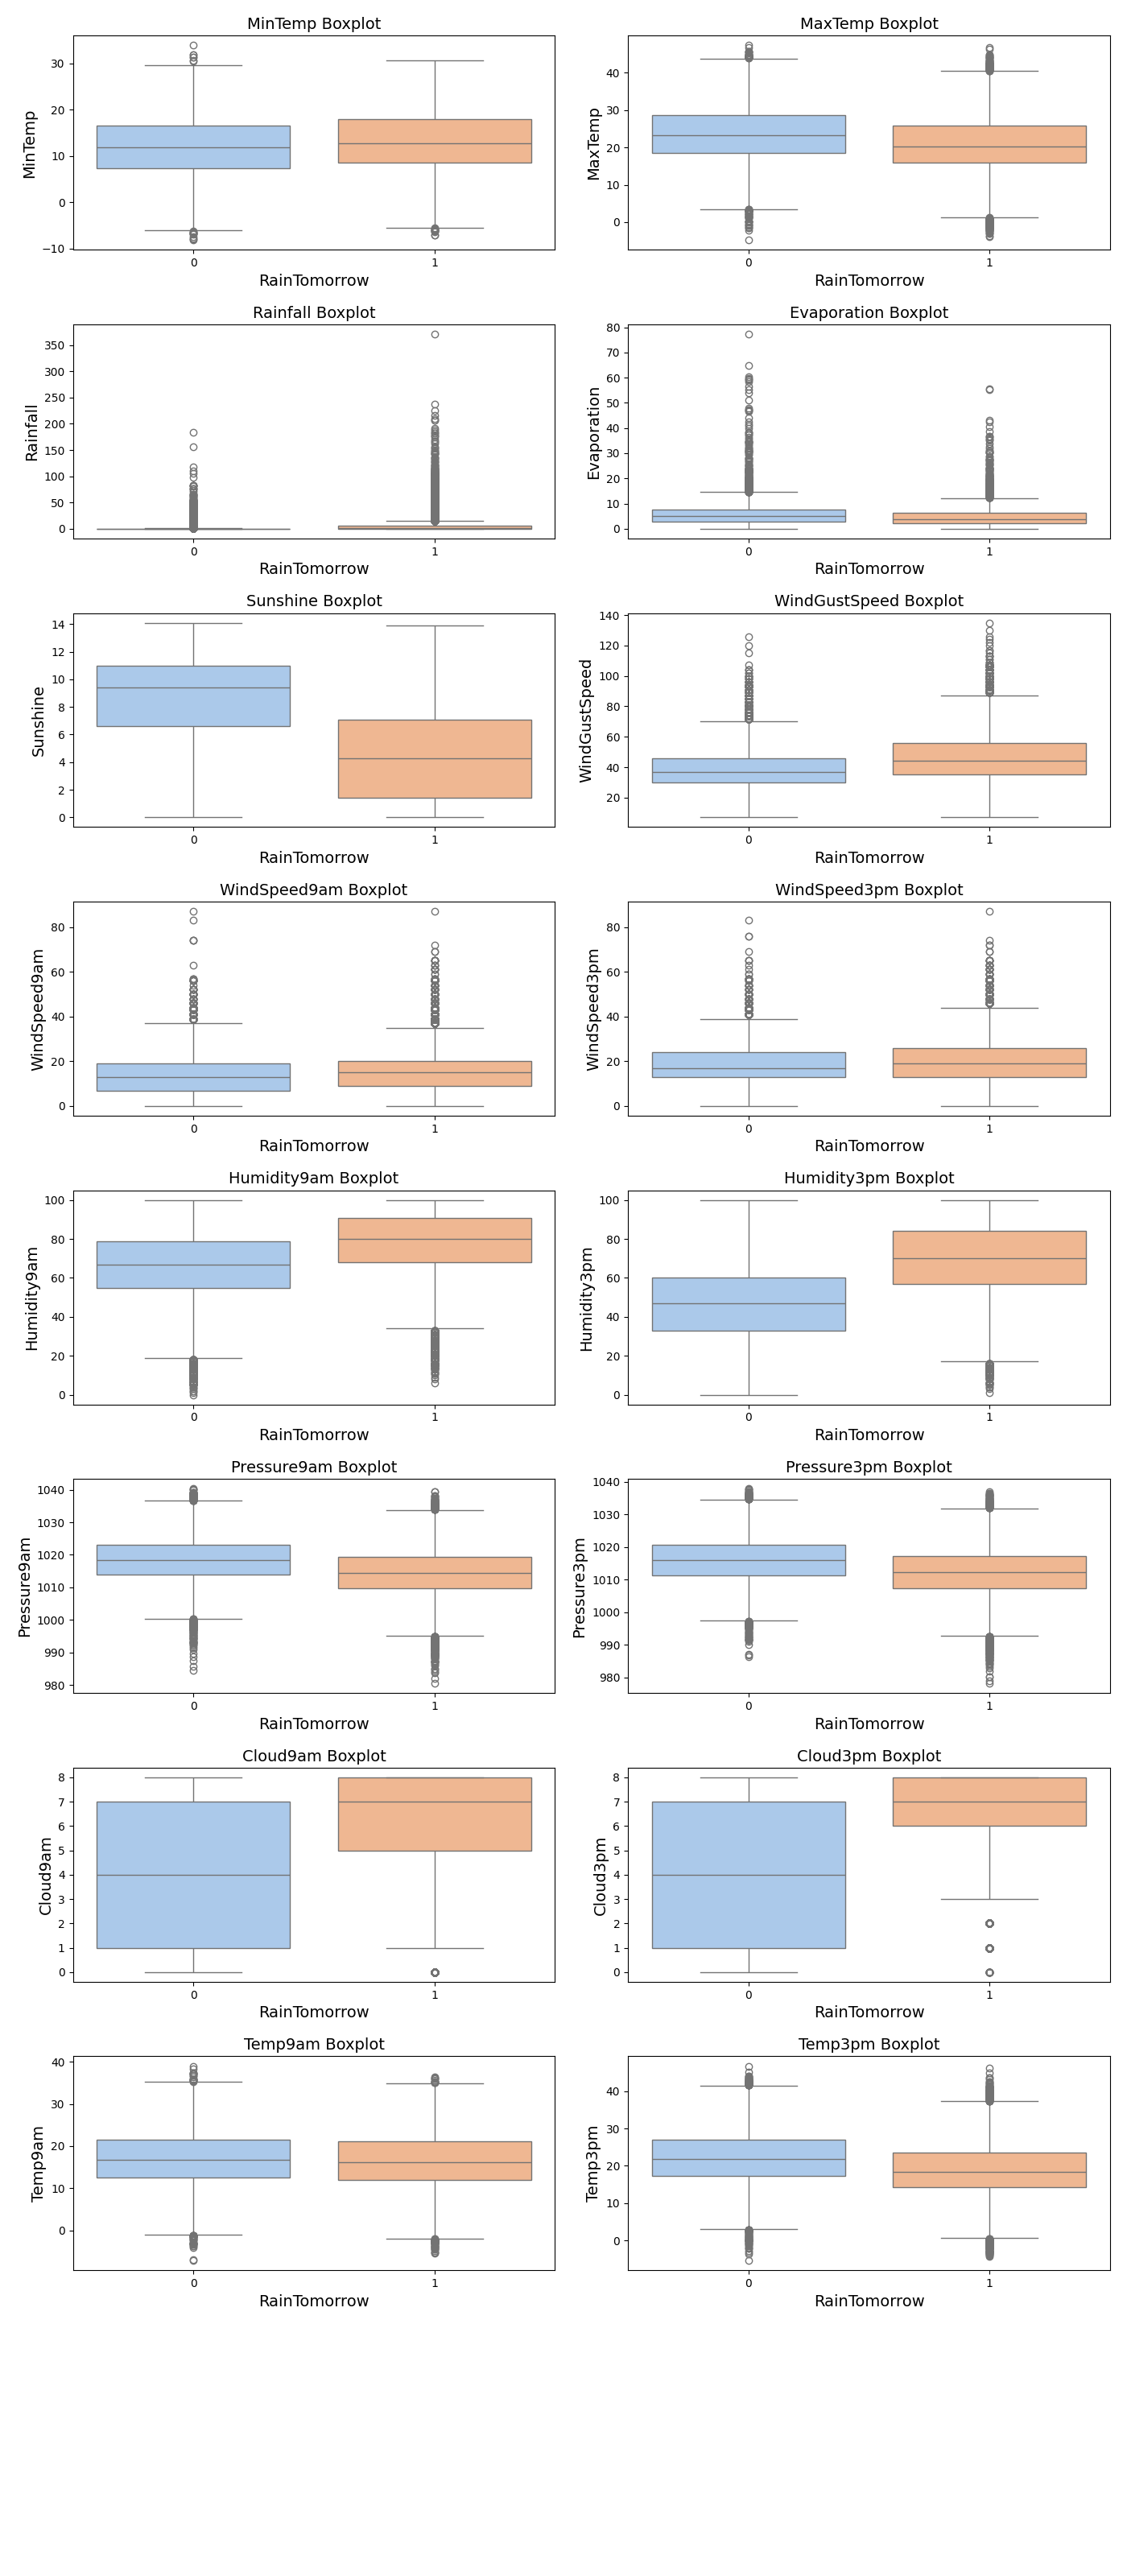 MinTemp Boxplot
MinTemp
30
20
10
0
−10
0 1
RainTomorrow
MaxTemp Boxplot
MaxTemp
40
30
20
10
0
0 1
RainTomorrow
Rainfall Boxplot
Rainfall
350
300
250
200
150
100
50
0
0 1
RainTomorrow
Evaporation Boxplot
Evaporation
80
70
60
50
40
30
20
10
0
0 1
RainTomorrow
Sunshine Boxplot
Sunshine
14
12
10
8
6
4
2
0
0 1
RainTomorrow
WindGustSpeed Boxplot
WindGustSpeed
140
120
100
80
60
40
20
0 1
RainTomorrow
WindSpeed9am Boxplot
WindSpeed9am
80
60
40
20
0
0 1
RainTomorrow
WindSpeed3pm Boxplot
WindSpeed3pm
80
60
40
20
0
0 1
RainTomorrow
Humidity9am Boxplot
Humidity9am
100
80
60
40
20
0
0 1
RainTomorrow
Humidity3pm Boxplot
Humidity3pm
100
80
60
40
20
0
0 1
RainTomorrow
Pressure9am Boxplot
Pressure9am
1040
1030
1020
1010
1000
990
980
0 1
RainTomorrow
Pressure3pm Boxplot
Pressure3pm
1040
1030
1020
1010
1000
990
980
0 1
RainTomorrow
Cloud9am Boxplot
Cloud9am
8
7
6
5
4
3
2
1
0
0 1
RainTomorrow
Cloud3pm Boxplot
Cloud3pm
8
7
6
5
4
3
2
1
0
0 1
RainTomorrow
Temp9am Boxplot
Temp9am
40
30
20
10
0
0 1
RainTomorrow
Temp3pm Boxplot
Temp3pm
40
30
20
10
0
0 1
RainTomorrow